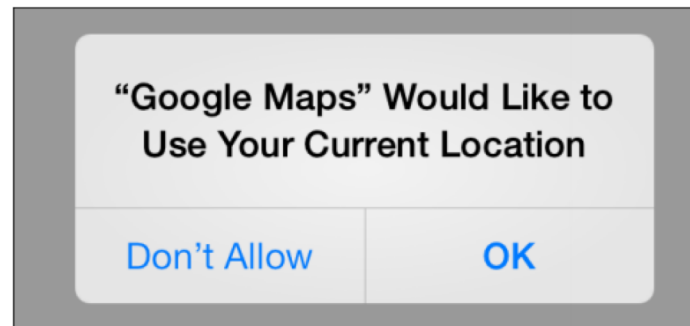 “Google Maps” Would Like to
Use Your Current Location
Don’t Allow
OK